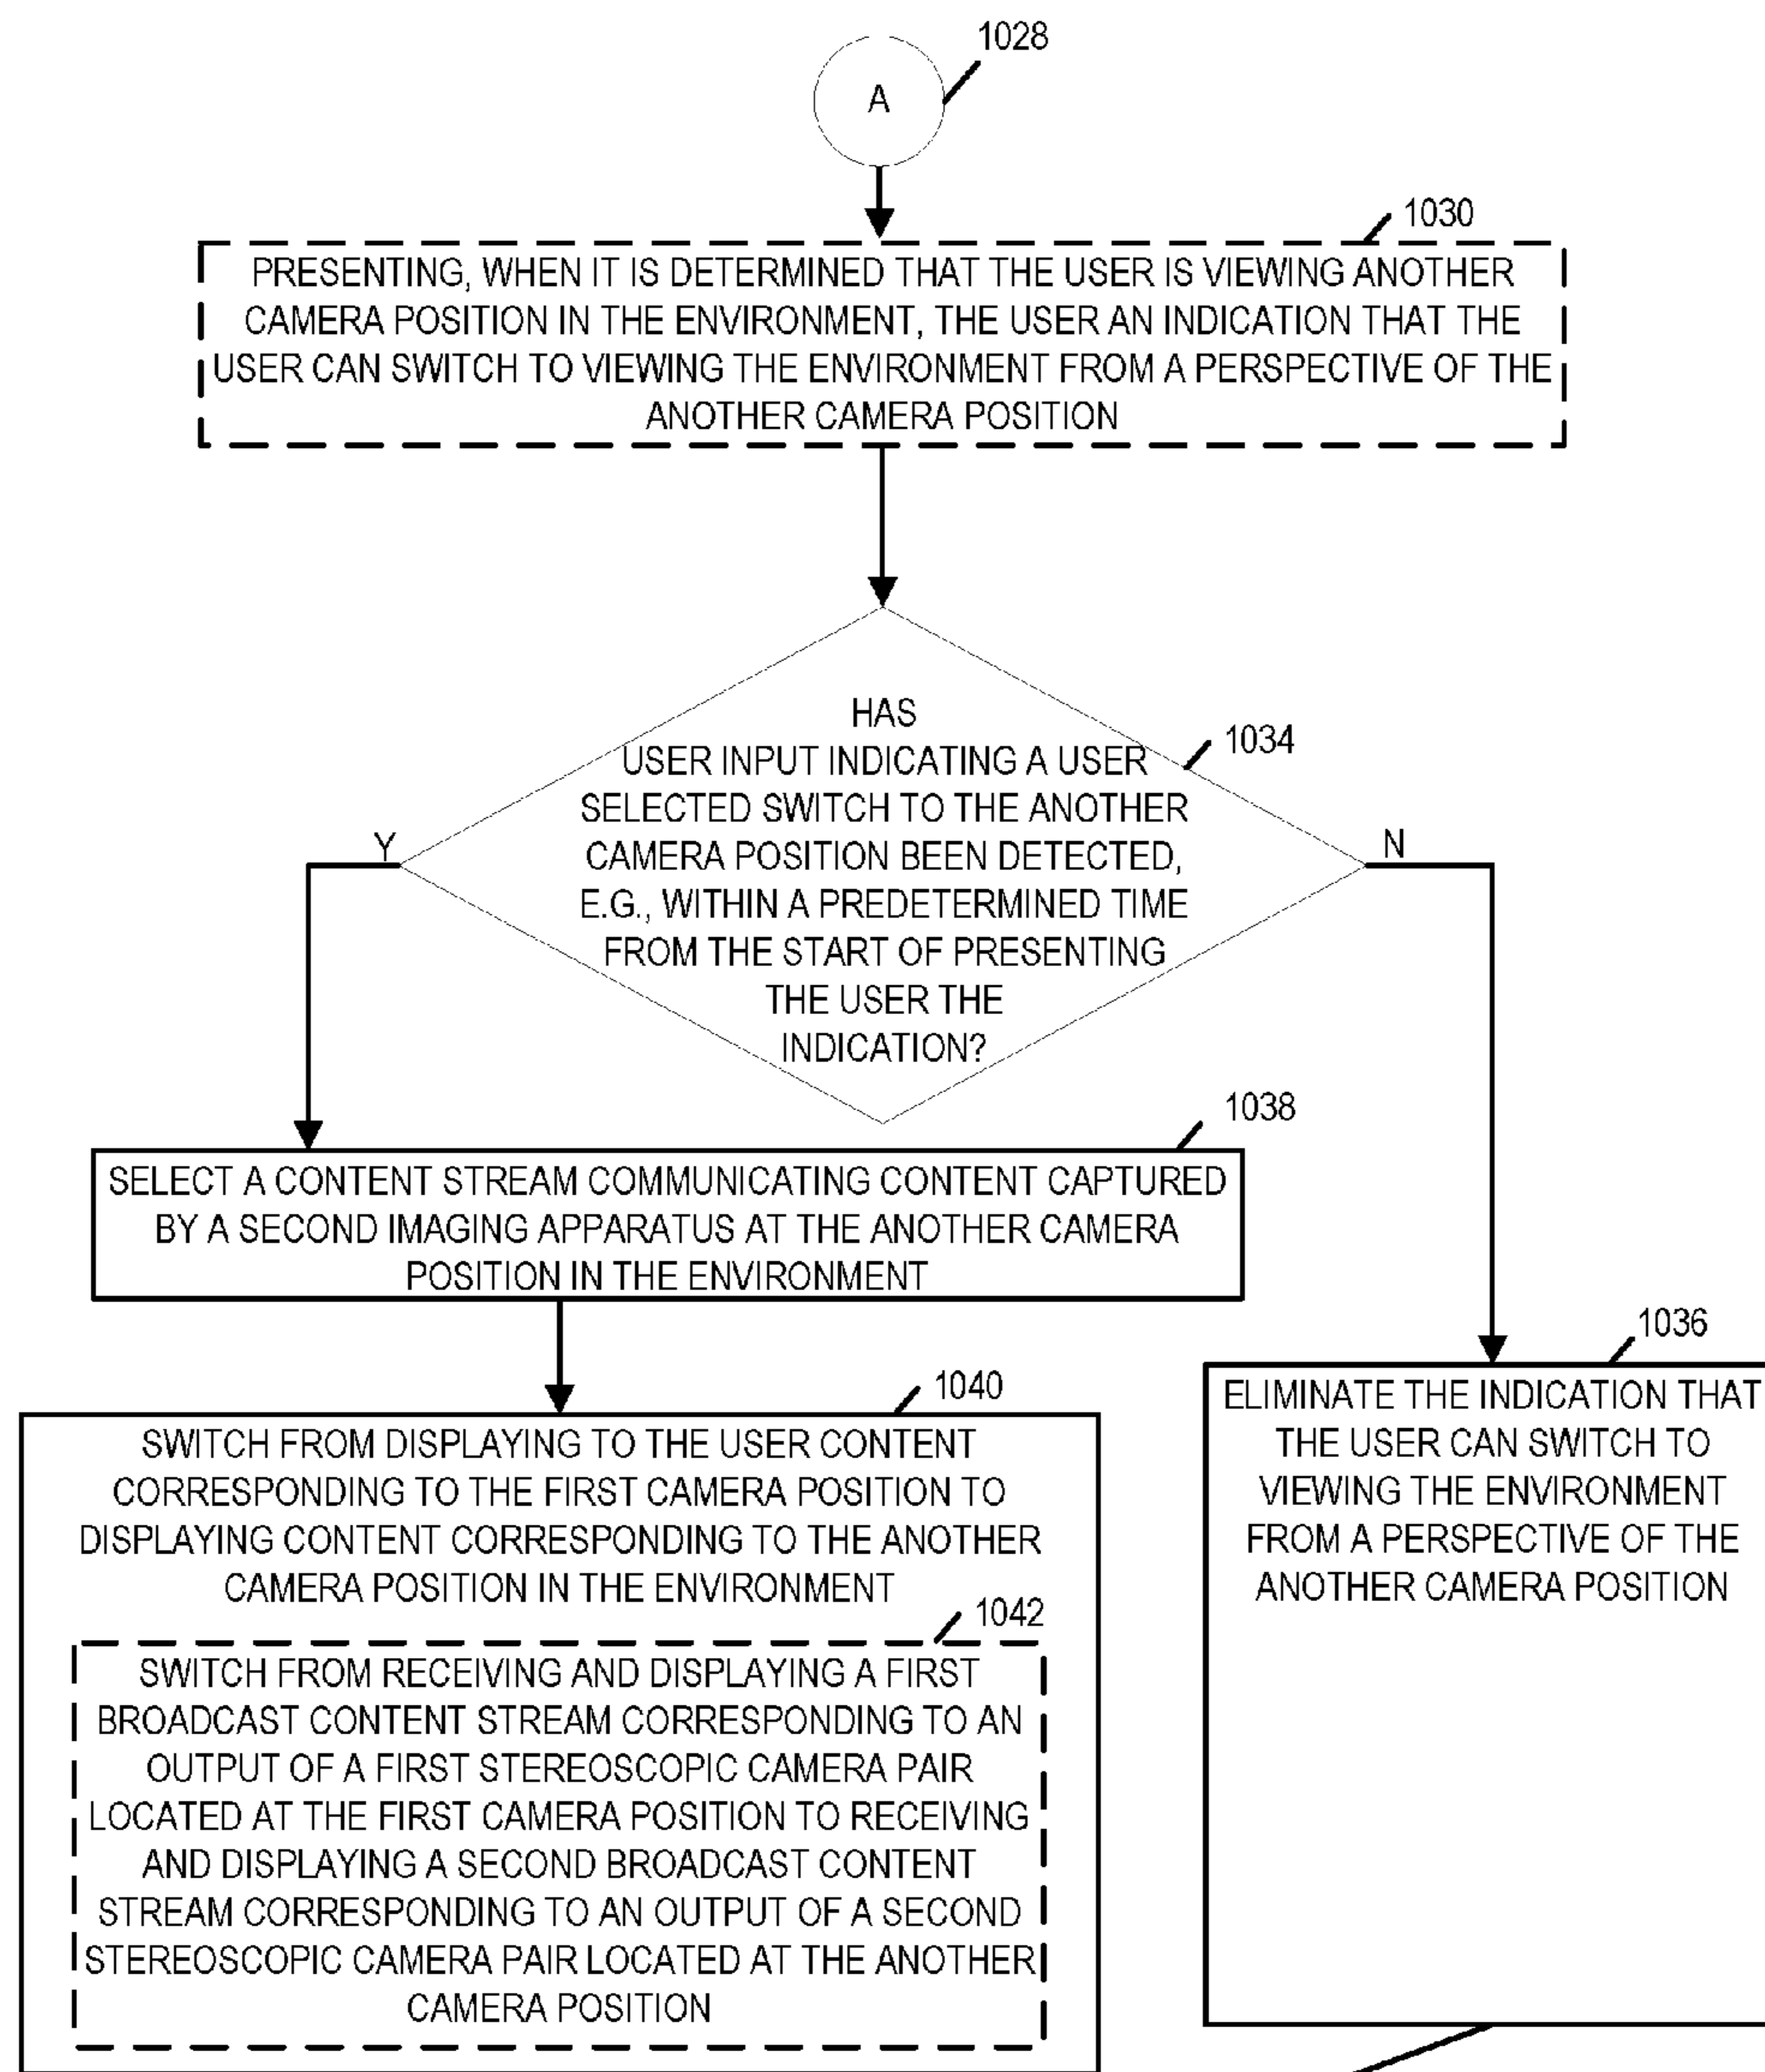 1028
A
1030
PRESENTING, WHEN IT IS DETERMINED THAT THE USER IS VIEWING ANOTHER
CAMERA POSITION IN THE ENVIRONMENT, THE USER AN INDICATION THAT THE
USER CAN SWITCH TO VIEWING THE ENVIRONMENT FROM A PERSPECTIVE OF THE
ANOTHER CAMERA POSITION
HAS
USER INPUT INDICATING A USER
SELECTED SWITCH TO THE ANOTHER
CAMERA POSITION BEEN DETECTED,
E.G., WITHIN A PREDETERMINED TIME
FROM THE START OF PRESENTING
THE USER THE
INDICATION?
1034
Y
N
1038
SELECT A CONTENT STREAM COMMUNICATING CONTENT CAPTURED
BY A SECOND IMAGING APPARATUS AT THE ANOTHER CAMERA
POSITION IN THE ENVIRONMENT
1040
SWITCH FROM DISPLAYING TO THE USER CONTENT
CORRESPONDING TO THE FIRST CAMERA POSITION TO
DISPLAYING CONTENT CORRESPONDING TO THE ANOTHER
CAMERA POSITION IN THE ENVIRONMENT
1042
SWITCH FROM RECEIVING AND DISPLAYING A FIRST
BROADCAST CONTENT STREAM CORRESPONDING TO AN
OUTPUT OF A FIRST STEREOSCOPIC CAMERA PAIR
LOCATED AT THE FIRST CAMERA POSITION TO RECEIVING
AND DISPLAYING A SECOND BROADCAST CONTENT
STREAM CORRESPONDING TO AN OUTPUT OF A SECOND
STEREOSCOPIC CAMERA PAIR LOCATED AT THE ANOTHER
CAMERA POSITION
1036
ELIMINATE THE INDICATION THAT
THE USER CAN SWITCH TO
VIEWING THE ENVIRONMENT
FROM A PERSPECTIVE OF THE
ANOTHER CAMERA POSITION